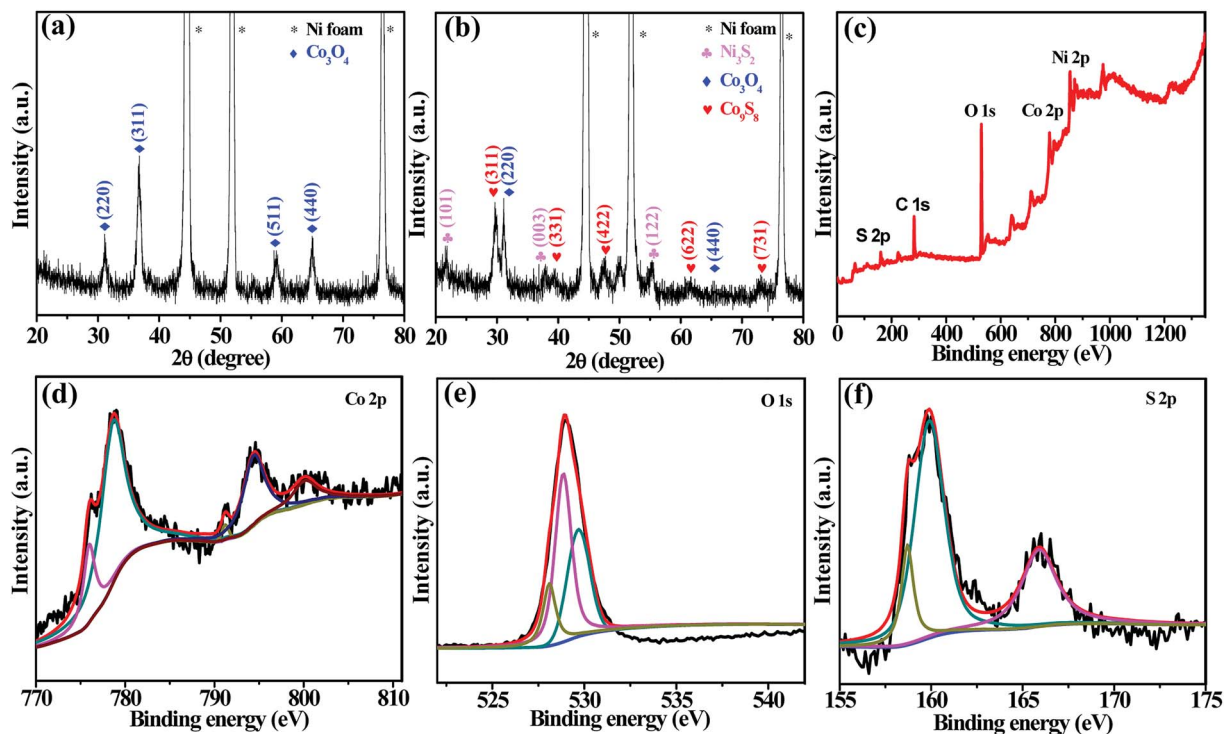 (a)
* Ni foam
♦ Co₃O₄
*
*
*
♦(220)
♦(311)
♦(511)
♦(440)
Intensity (a.u.)
20 30 40 50 60 70 80
2θ (degree)
(b)
* Ni foam
♣ Ni₃S₂
♦ Co₃O₄
♥ Co₉S₈
*
*
*
♣(101)
♥(311)
♦(220)
♣(003)
♥(331)
♥(422)
♣(122)
♥(622)
♦(440)
♥(731)
Intensity (a.u.)
20 30 40 50 60 70 80
2θ (degree)
(c)
S 2p
C 1s
O 1s
Co 2p
Ni 2p
Intensity (a.u.)
0 200 400 600 800 1000 1200
Binding energy (eV)
(d)
Co 2p
Intensity (a.u.)
770 780 790 800 810
Binding energy (eV)
(e)
O 1s
Intensity (a.u.)
525 530 535 540
Binding energy (eV)
(f)
S 2p
Intensity (a.u.)
155 160 165 170 175
Binding energy (eV)